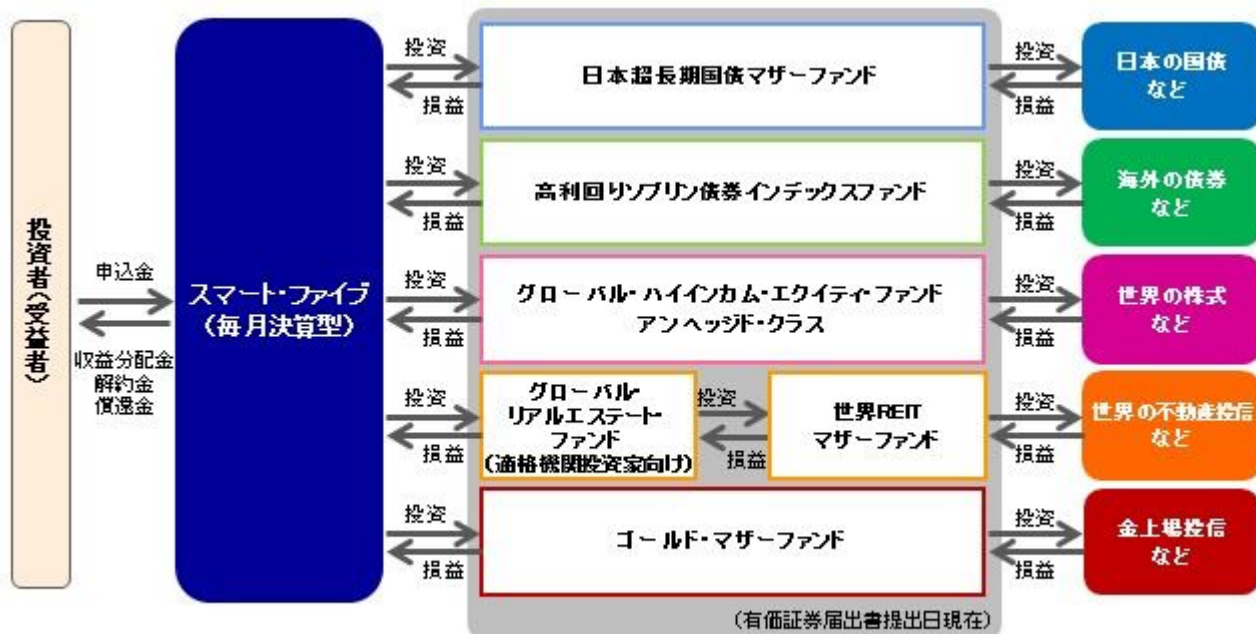 投資者(受益者)
申込金
収益分配金
解約金
償還金
スマート・ファイブ
(毎月決算型)
投資
損益
日本超長期国債マザーファンド
投資
損益
日本の国債
など
投資
損益
高利回りソブリン債券インデックスファンド
投資
損益
海外の債券
など
投資
損益
グローバル・ハイインカム・エクイティ・ファンド
アンヘッジド・クラス
投資
損益
世界の株式
など
投資
損益
グローバル・
リアルエステート・
ファンド
(適格機関投資家向け)
投資
損益
世界REIT
マザーファンド
投資
損益
世界の不動産投信
など
投資
損益
ゴールド・マザーファンド
投資
損益
金上場投信
など
(有価証券届出書提出日現在)